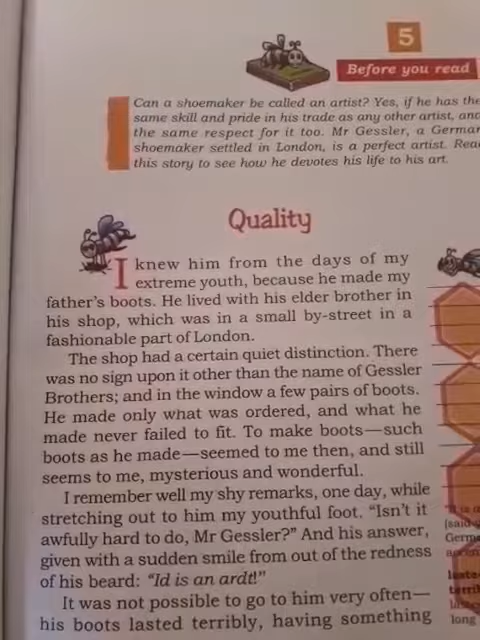 5
Before you read
Can a shoemaker be called an artist? Yes, if he has the
same skill and pride in his trade as any other artist, and
the same respect for it too. Mr Gessler, a German
shoemaker settled in London, is a perfect artist. Read
this story to see how he devotes his life to his art.
Quality
I knew him from the days of my
extreme youth, because he made my
father's boots. He lived with his elder brother in
his shop, which was in a small by-street in a
fashionable part of London.
The shop had a certain quiet distinction. There
was no sign upon it other than the name of Gessler
Brothers; and in the window a few pairs of boots.
He made only what was ordered, and what he
made never failed to fit. To make boots—such
boots as he made—seemed to me then, and still
seems to me, mysterious and wonderful.
I remember well my shy remarks, one day, while
stretching out to him my youthful foot. “Isn't it
awfully hard to do, Mr Gessler?” And his answer,
given with a sudden smile from out of the redness
of his beard: “Id is an ardt!”
It was not possible to go to him very often—
his boots lasted terribly, having something
long